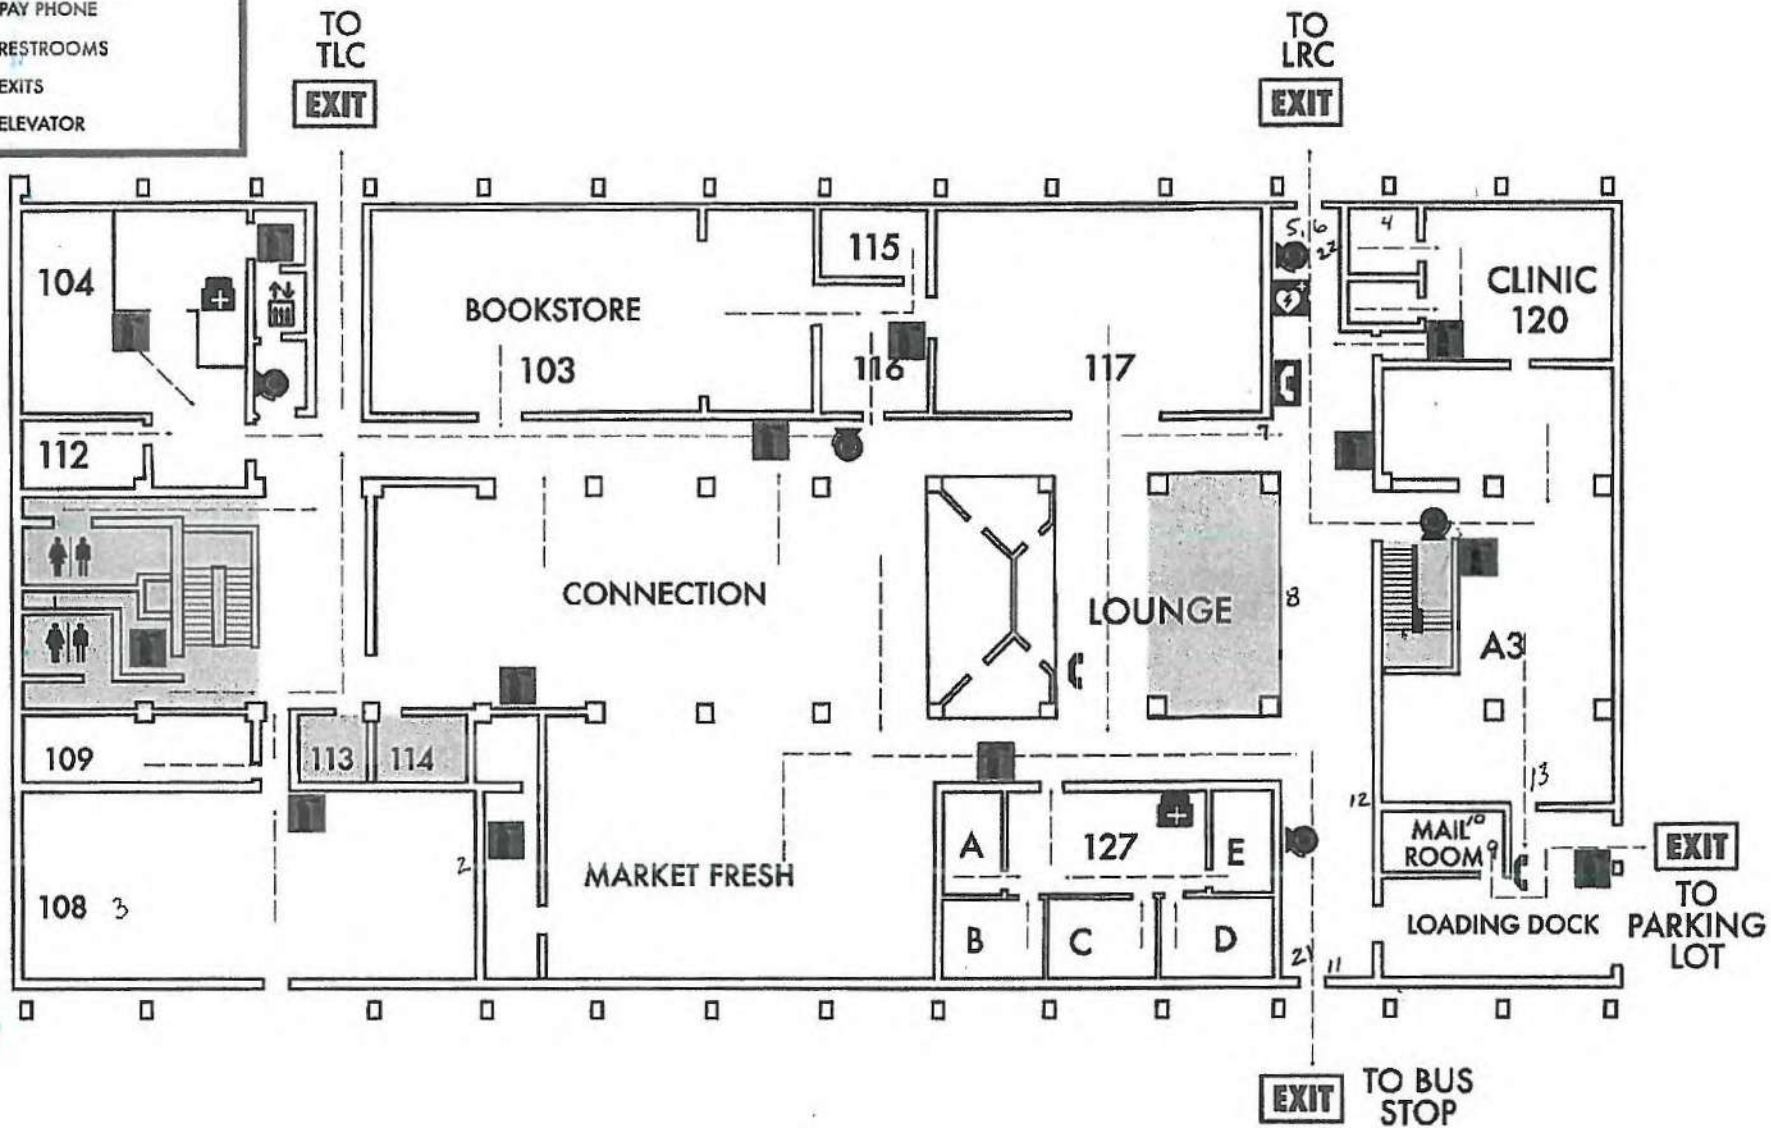 PAY PHONE
RESTROOMS
EXITS
ELEVATOR
TO
TLC
EXIT
TO
LRC
EXIT
104
BOOKSTORE
103
115
116
117
5, 6
22
4
CLINIC
120
7
112
CONNECTION
LOUNGE
8
A3
109
113
114
13
12
108
3
2
MARKET FRESH
A
127
E
B
C
D
MAIL 10
ROOM 9
LOADING DOCK
EXIT
TO
PARKING
LOT
21
11
EXIT
TO BUS
STOP